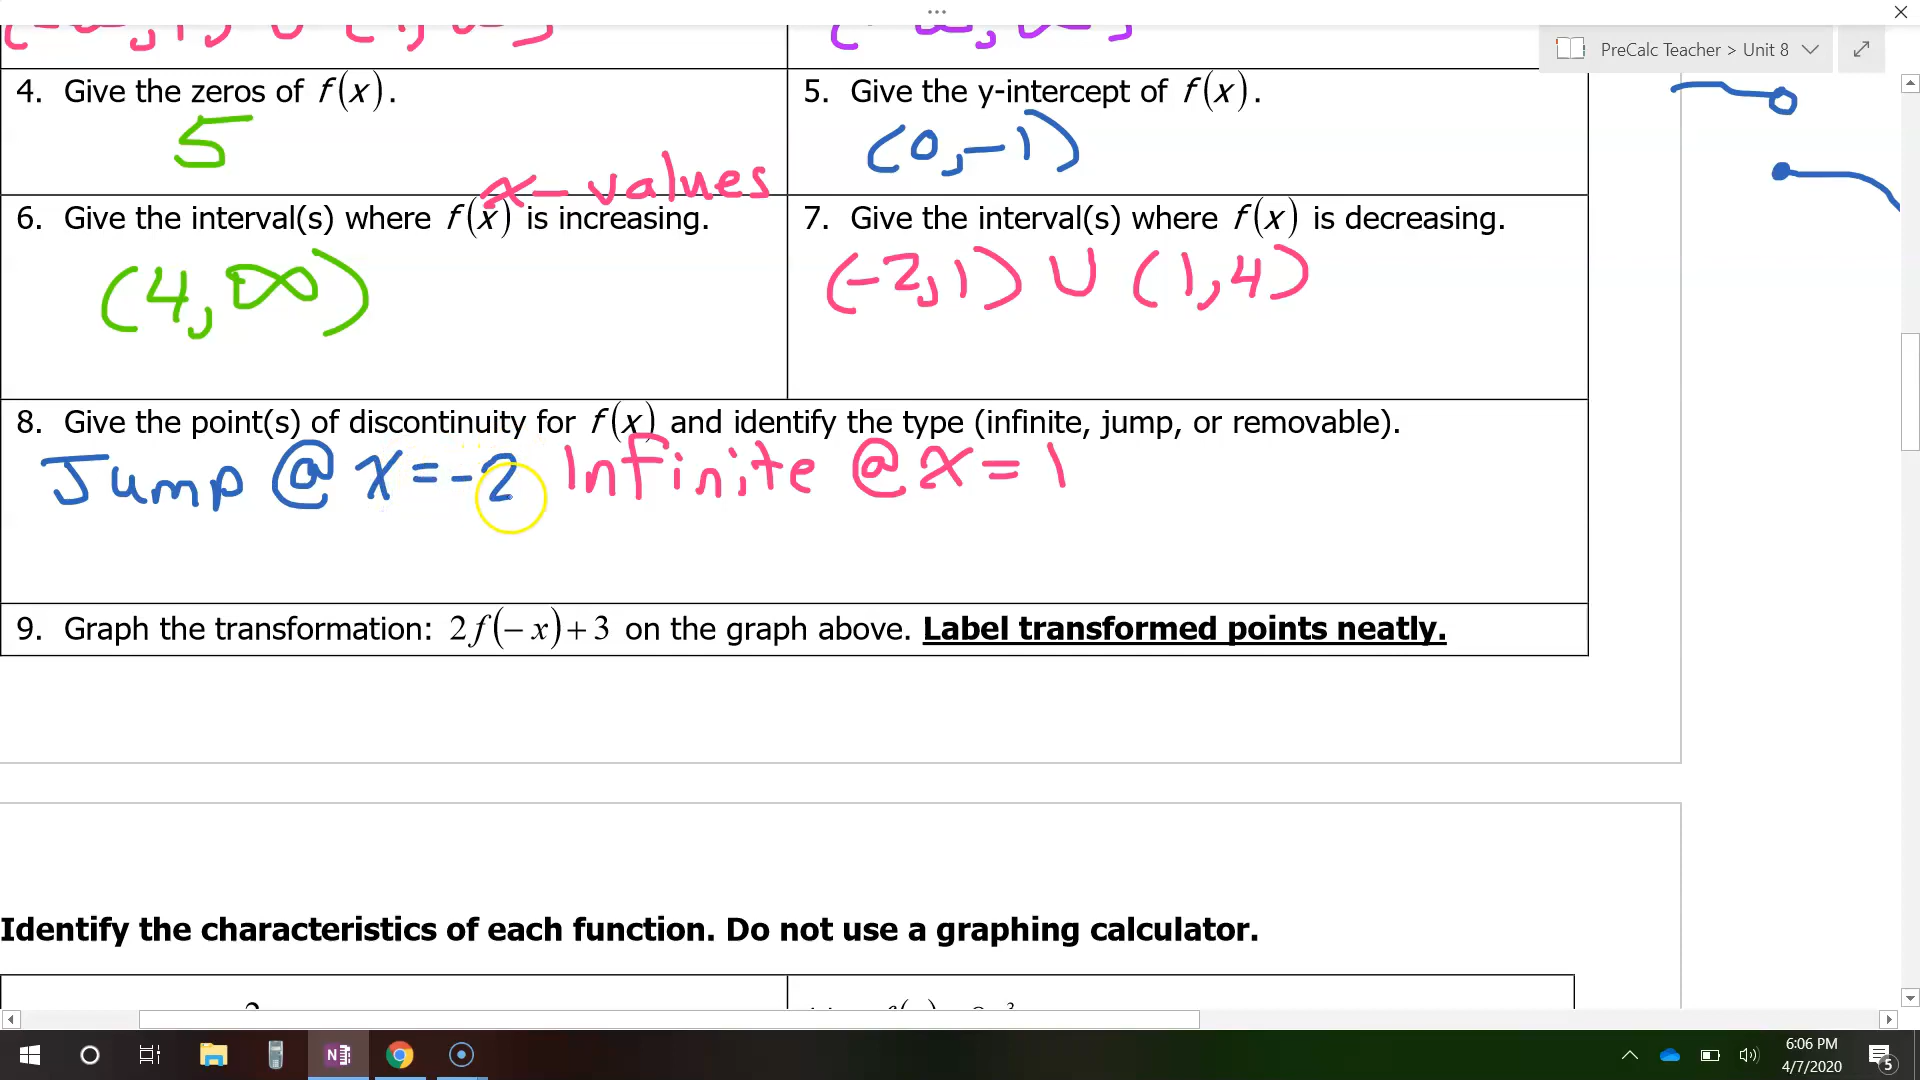 PreCalc Teacher > Unit 8
4. Give the zeros of f(x).
5
x-values
5. Give the y-intercept of f(x).
(0,-1)
6. Give the interval(s) where f(x) is increasing.
(4,∞)
7. Give the interval(s) where f(x) is decreasing.
(-2,1) ∪ (1,4)
8. Give the point(s) of discontinuity for f(x) and identify the type (infinite, jump, or removable).
Jump @ x=-2 Infinite @ x=1
9. Graph the transformation: 2f(-x)+3 on the graph above. Label transformed points neatly.
Identify the characteristics of each function. Do not use a graphing calculator.
6:06 PM
4/7/2020
5